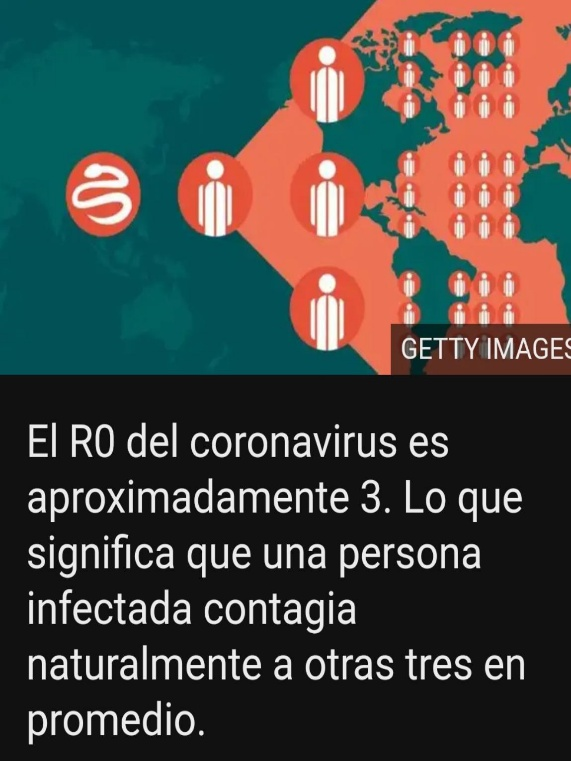 GETTY IMAGES
El R0 del coronavirus es
aproximadamente 3. Lo que
significa que una persona
infectada contagia
naturalmente a otras tres en
promedio.